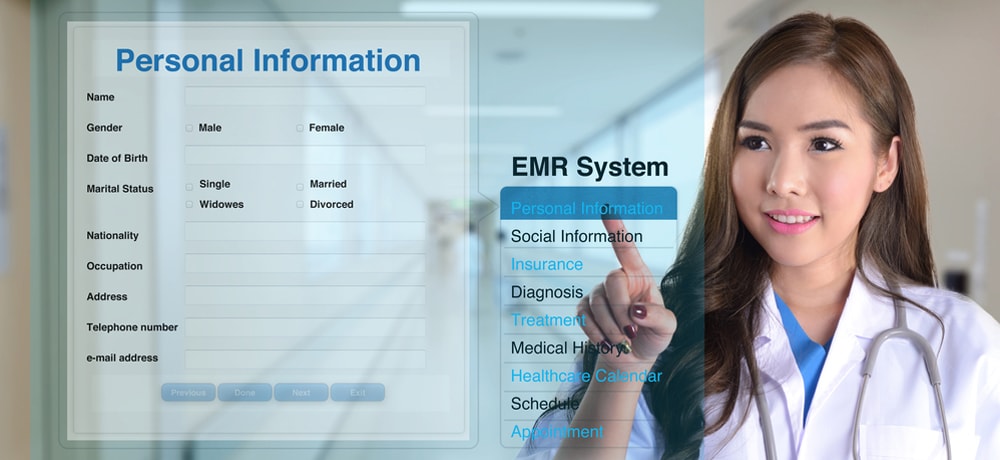 Personal Information
Name
Gender Male Female
Date of Birth
Marital Status Single Married
Widowes Divorced
Nationality
Occupation
Address
Telephone number
e-mail address
Previous Done Next Exit
EMR System
Personal Information
Social Information
Insurance
Diagnosis
Treatment
Medical History
Healthcare Calendar
Schedule
Appointment